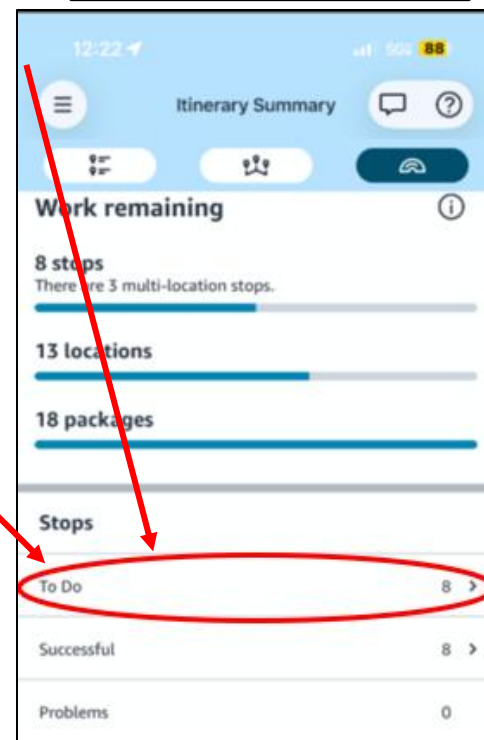 12:22
5G 88
Itinerary Summary
Work remaining
8 stops
There are 3 multi-location stops.
13 locations
18 packages
Stops
To Do 8
Successful 8
Problems 0